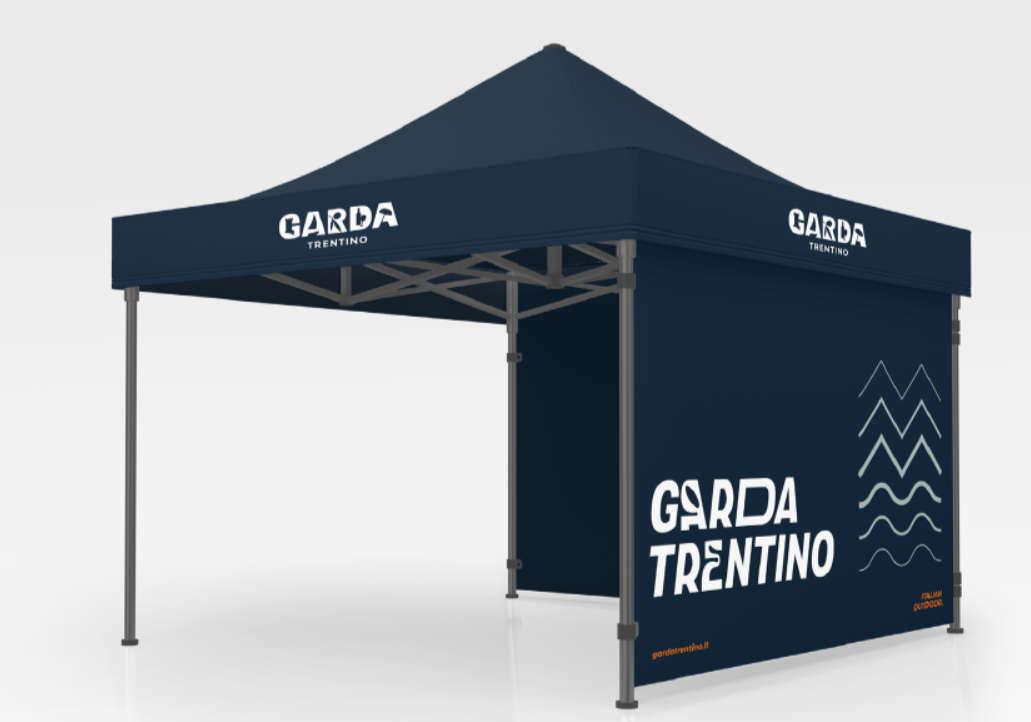 GARDA
TRENTINO
GARDA
TRENTINO
GARDA
TRENTINO
ITALIAN
OUTDOOR.
gardatrentino.it